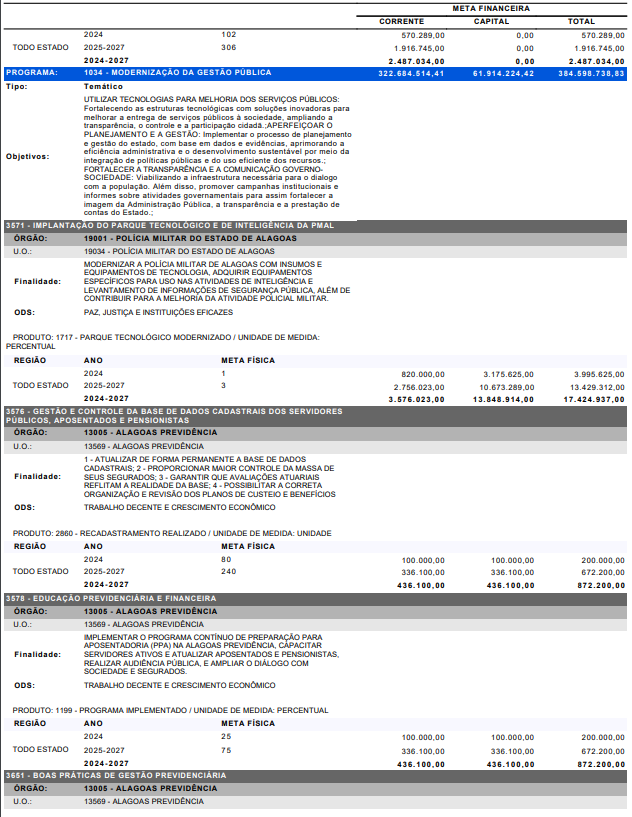 META FINANCEIRA
CORRENTE CAPITAL TOTAL
2024 102 570.289,00 0,00 570.289,00
TODO ESTADO 2025-2027 306 1.916.745,00 0,00 1.916.745,00
2024-2027 2.487.034,00 0,00 2.487.034,00
PROGRAMA: 1034 - MODERNIZAÇÃO DA GESTÃO PÚBLICA 322.684.514,41 61.914.224,42 384.598.738,83
Tipo: Temático
UTILIZAR TECNOLOGIAS PARA MELHORIA DOS SERVIÇOS PÚBLICOS:
Fortalecendo as estruturas tecnológicas com soluções inovadoras para
melhorar a entrega de serviços públicos à sociedade, ampliando a
transparência, o controle e a participação cidadã.;APERFEIÇOAR O
PLANEJAMENTO E A GESTÃO: Implementar o processo de planejamento
e gestão do estado, com base em dados e evidências, aprimorando a
eficiência administrativa e o desenvolvimento sustentável por meio da
Objetivos: integração de políticas públicas e do uso eficiente dos recursos.;
FORTALECER A TRANSPARÊNCIA E A COMUNICAÇÃO GOVERNO-
SOCIEDADE: Viabilizando a infraestrutura necessária para o dialogo
com a população. Além disso, promover campanhas institucionais e
informes sobre atividades governamentais para assim fortalecer a
imagem da Administração Pública, a transparência e a prestação de
contas do Estado.;
3571 - IMPLANTAÇÃO DO PARQUE TECNOLÓGICO E DE INTELIGÊNCIA DA PMAL
ÓRGÃO: 19001 - POLÍCIA MILITAR DO ESTADO DE ALAGOAS
U.O.: 19034 - POLÍCIA MILITAR DO ESTADO DE ALAGOAS
MODERNIZAR A POLÍCIA MILITAR DE ALAGOAS COM INSUMOS E
EQUIPAMENTOS DE TECNOLOGIA, ADQUIRIR EQUIPAMENTOS
Finalidade: ESPECÍFICOS PARA USO NAS ATIVIDADES DE INTELIGÊNCIA E
LEVANTAMENTO DE INFORMAÇÕES DE SEGURANÇA PÚBLICA, ALÉM DE
CONTRIBUIR PARA A MELHORIA DA ATIVIDADE POLICIAL MILITAR.
ODS: PAZ, JUSTIÇA E INSTITUIÇÕES EFICAZES
PRODUTO: 1717 - PARQUE TECNOLÓGICO MODERNIZADO / UNIDADE DE MEDIDA:
PERCENTUAL
REGIÃO ANO META FÍSICA
2024 1 820.000,00 3.175.625,00 3.995.625,00
TODO ESTADO 2025-2027 3 2.756.023,00 10.673.289,00 13.429.312,00
2024-2027 3.576.023,00 13.848.914,00 17.424.937,00
3576 - GESTÃO E CONTROLE DA BASE DE DADOS CADASTRAIS DOS SERVIDORES
PÚBLICOS, APOSENTADOS E PENSIONISTAS
ÓRGÃO: 13005 - ALAGOAS PREVIDÊNCIA
U.O.: 13569 - ALAGOAS PREVIDÊNCIA
1 - ATUALIZAR DE FORMA PERMANENTE A BASE DE DADOS
CADASTRAIS; 2 - PROPORCIONAR MAIOR CONTROLE DA MASSA DE
Finalidade: SEUS SEGURADOS; 3 - GARANTIR QUE AVALIAÇÕES ATUARIAIS
REFLITAM A REALIDADE DA BASE; 4 - POSSIBILITAR A CORRETA
ORGANIZAÇÃO E REVISÃO DOS PLANOS DE CUSTEIO E BENEFÍCIOS
ODS: TRABALHO DECENTE E CRESCIMENTO ECONÔMICO
PRODUTO: 2860 - RECADASTRAMENTO REALIZADO / UNIDADE DE MEDIDA: UNIDADE
REGIÃO ANO META FÍSICA
2024 80 100.000,00 100.000,00 200.000,00
TODO ESTADO 2025-2027 240 336.100,00 336.100,00 672.200,00
2024-2027 436.100,00 436.100,00 872.200,00
3578 - EDUCAÇÃO PREVIDENCIÁRIA E FINANCEIRA
ÓRGÃO: 13005 - ALAGOAS PREVIDÊNCIA
U.O.: 13569 - ALAGOAS PREVIDÊNCIA
IMPLEMENTAR O PROGRAMA CONTÍNUO DE PREPARAÇÃO PARA
APOSENTADORIA (PPA) NA ALAGOAS PREVIDÊNCIA, CAPACITAR
Finalidade: SERVIDORES ATIVOS E ATUALIZAR APOSENTADOS E PENSIONISTAS,
REALIZAR AUDIÊNCIA PÚBLICA, E AMPLIAR O DIÁLOGO COM
SOCIEDADE E SEGURADOS.
ODS: TRABALHO DECENTE E CRESCIMENTO ECONÔMICO
PRODUTO: 1199 - PROGRAMA IMPLEMENTADO / UNIDADE DE MEDIDA: PERCENTUAL
REGIÃO ANO META FÍSICA
2024 25 100.000,00 100.000,00 200.000,00
TODO ESTADO 2025-2027 75 336.100,00 336.100,00 672.200,00
2024-2027 436.100,00 436.100,00 872.200,00
3651 - BOAS PRÁTICAS DE GESTÃO PREVIDENCIÁRIA
ÓRGÃO: 13005 - ALAGOAS PREVIDÊNCIA
U.O.: 13569 - ALAGOAS PREVIDÊNCIA